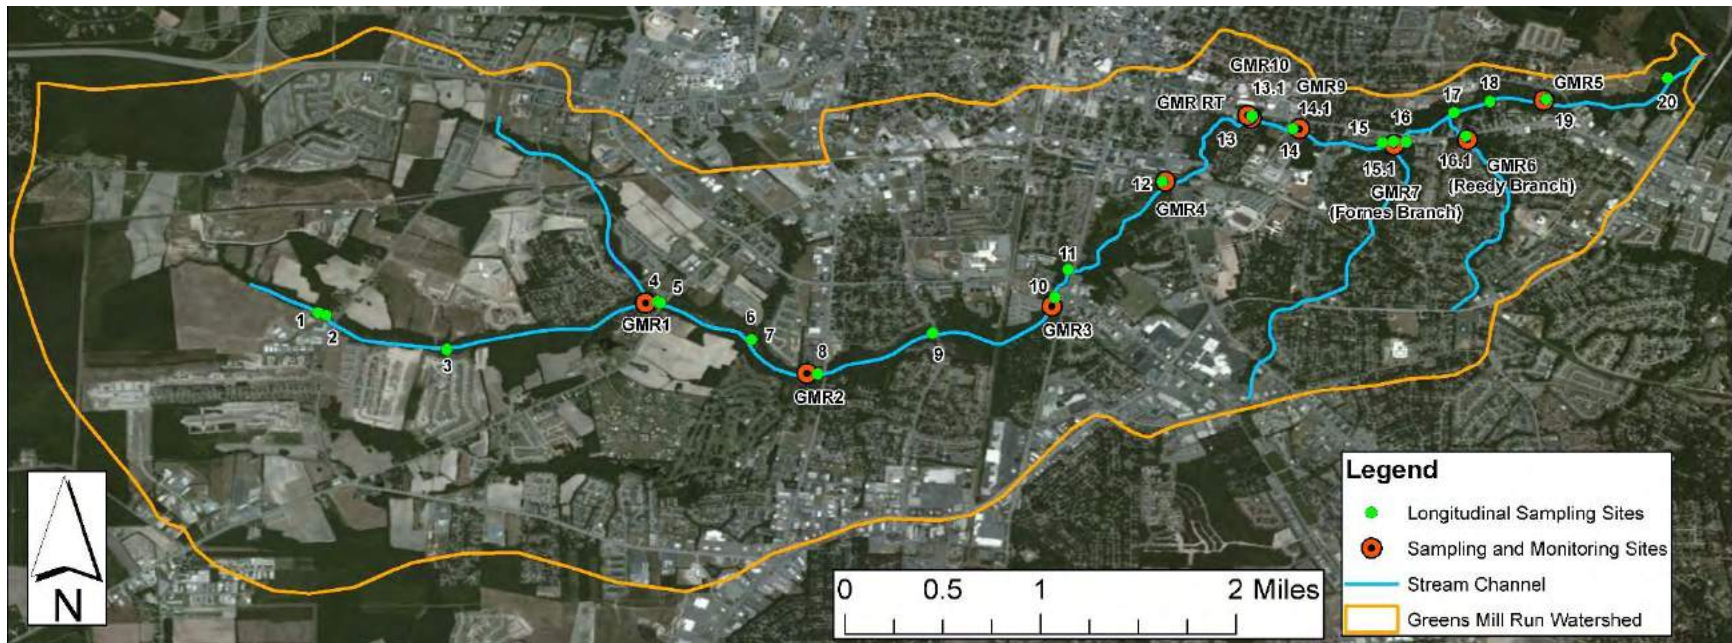 GMR10
13.1
GMR9
14.1
GMR RT
13
14
15
16
17
18
GMR5
19
20
15.1
16.1
GMR6
(Reedy Branch)
GMR7
(Fornes Branch)
12
GMR4
11
10
GMR3
4
5
GMR1
1
2
3
6
7
8
9
GMR2
N
0 0.5 1 2 Miles
Legend
Longitudinal Sampling Sites
Sampling and Monitoring Sites
Stream Channel
Greens Mill Run Watershed